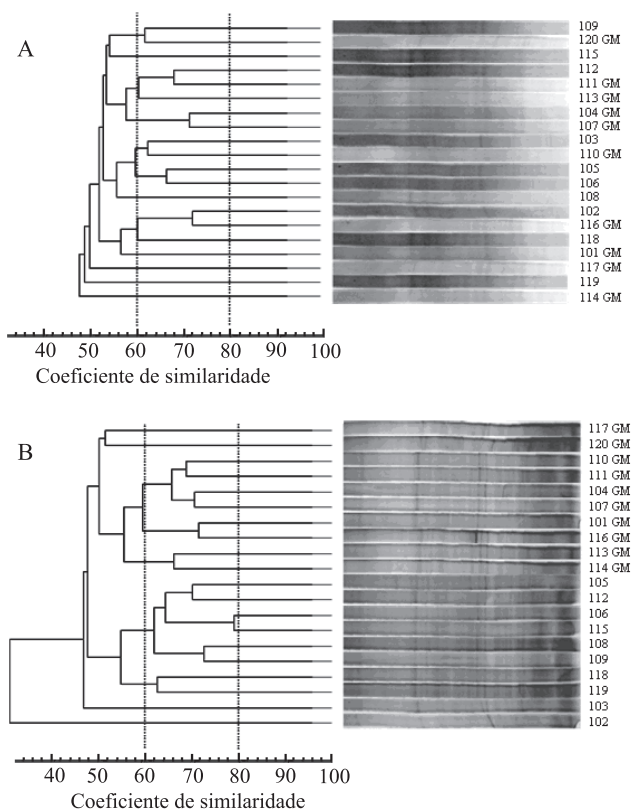 A
109
120 GM
115
112
111 GM
113 GM
104 GM
107 GM
103
110 GM
105
106
108
102
116 GM
118
101 GM
117 GM
119
114 GM
40 50 60 70 80 90 100
Coeficiente de similaridade
B
117 GM
120 GM
110 GM
111 GM
104 GM
107 GM
101 GM
116 GM
113 GM
114 GM
105
112
106
115
108
109
118
119
103
102
40 50 60 70 80 90 100
Coeficiente de similaridade